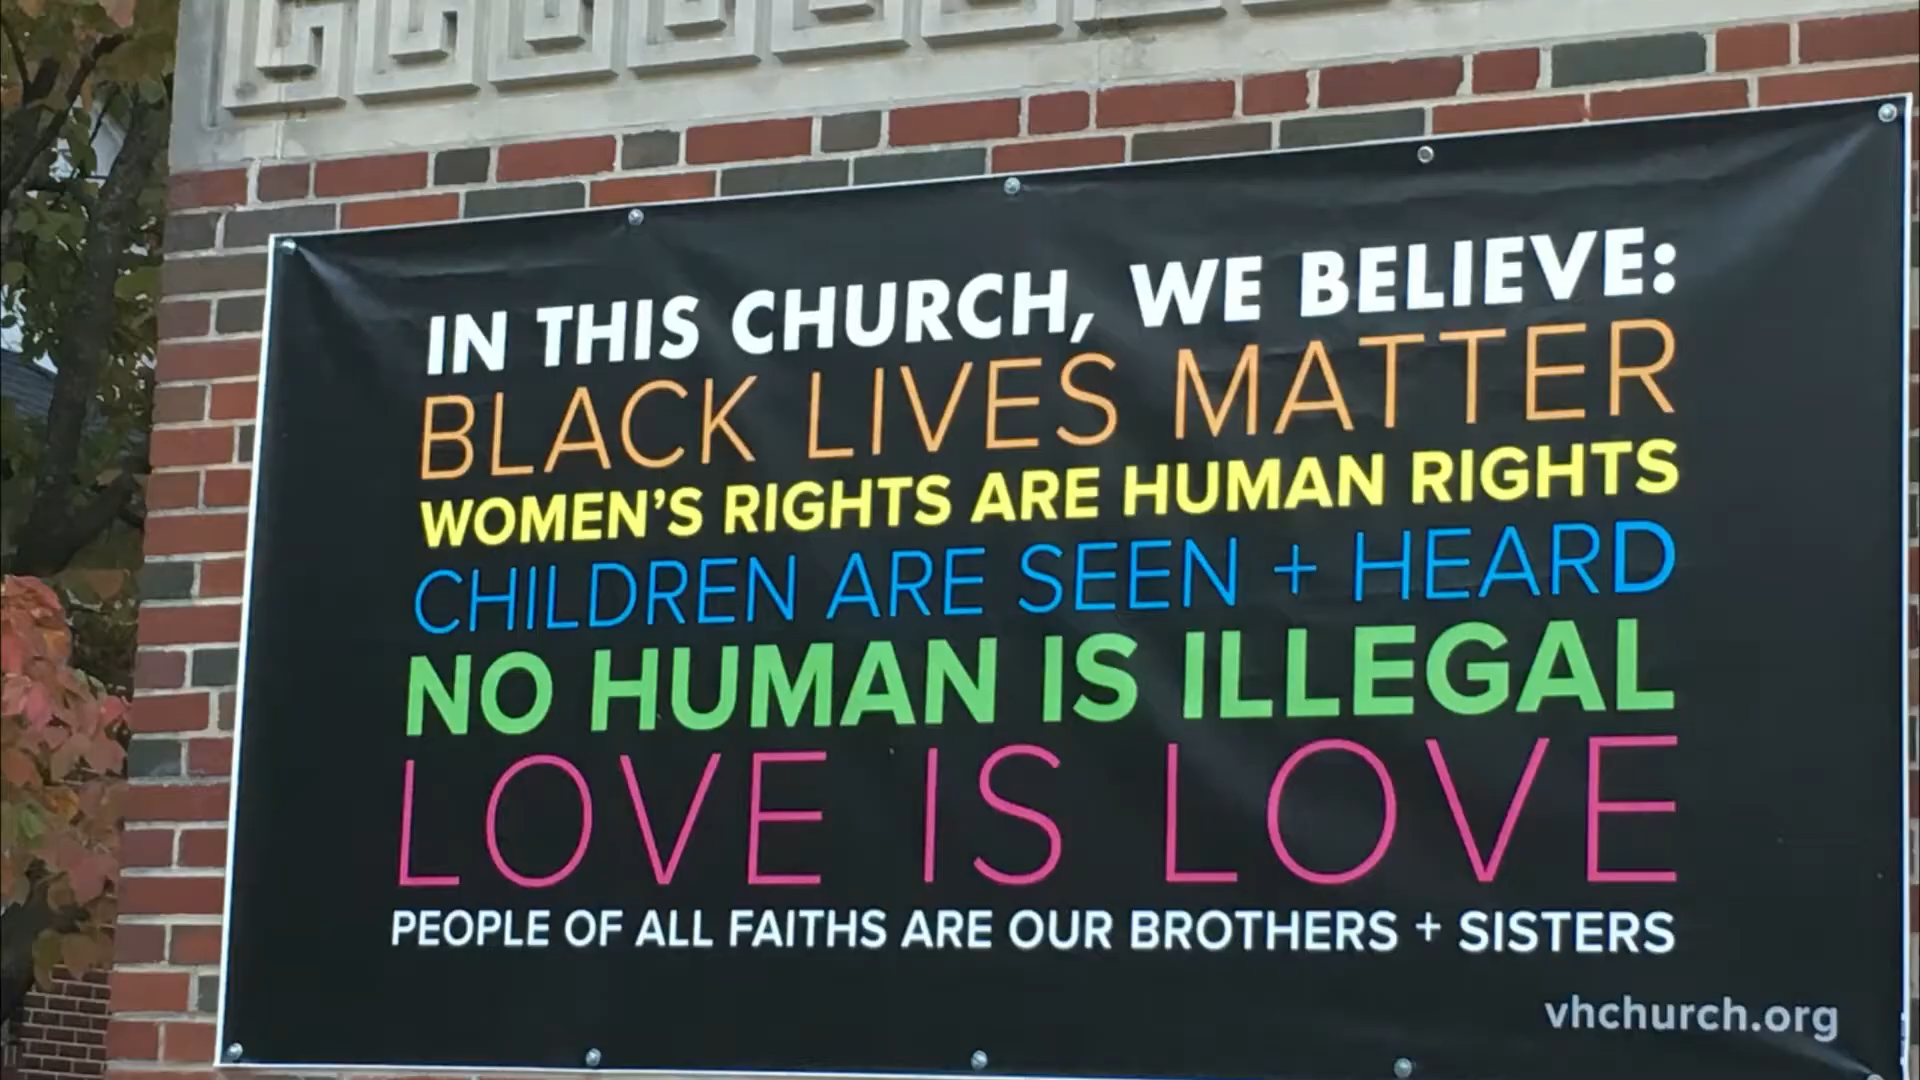 IN THIS CHURCH, WE BELIEVE:
BLACK LIVES MATTER
WOMEN'S RIGHTS ARE HUMAN RIGHTS
CHILDREN ARE SEEN + HEARD
NO HUMAN IS ILLEGAL
LOVE IS LOVE
PEOPLE OF ALL FAITHS ARE OUR BROTHERS + SISTERS
vhchurch.org